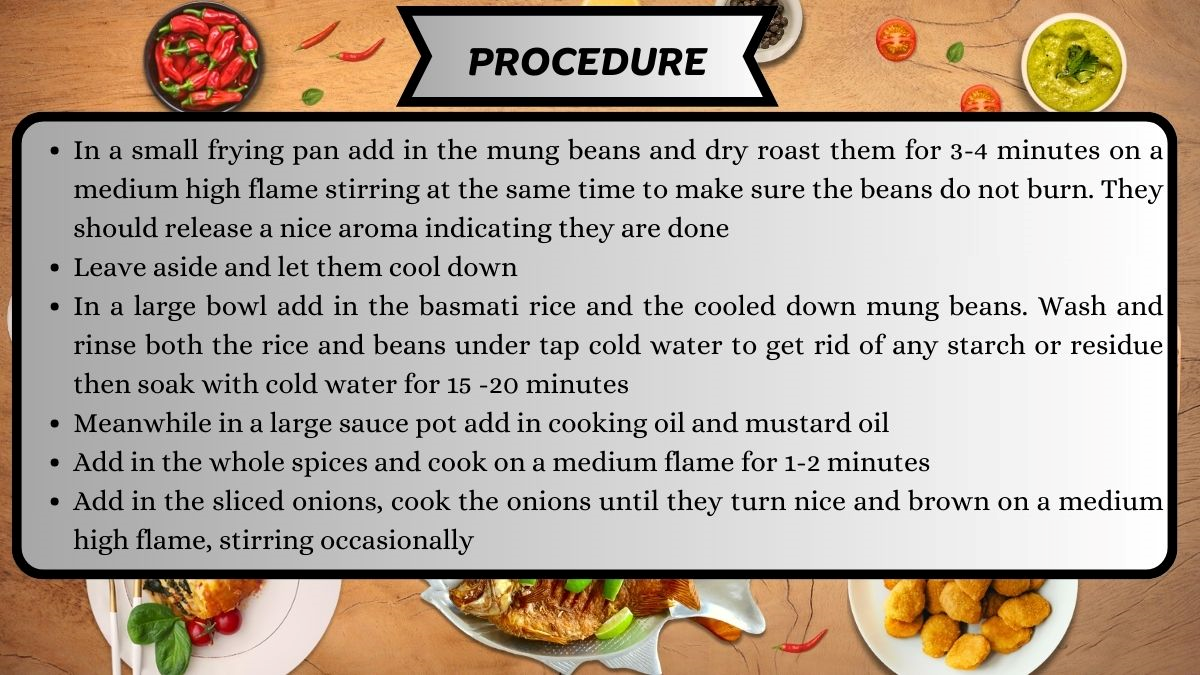 PROCEDURE
• In a small frying pan add in the mung beans and dry roast them for 3-4 minutes on a
medium high flame stirring at the same time to make sure the beans do not burn. They
should release a nice aroma indicating they are done
• Leave aside and let them cool down
• In a large bowl add in the basmati rice and the cooled down mung beans. Wash and
rinse both the rice and beans under tap cold water to get rid of any starch or residue
then soak with cold water for 15 -20 minutes
• Meanwhile in a large sauce pot add in cooking oil and mustard oil
• Add in the whole spices and cook on a medium flame for 1-2 minutes
• Add in the sliced onions, cook the onions until they turn nice and brown on a medium
high flame, stirring occasionally